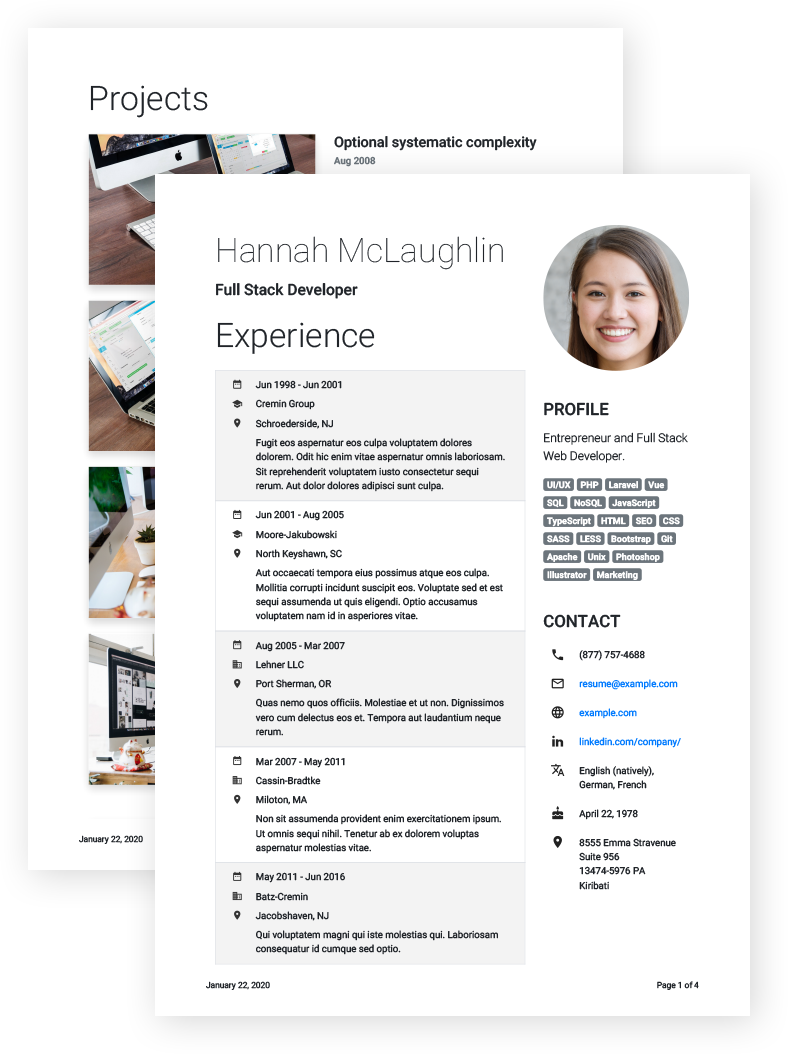 Projects
Optional systematic complexity
Aug 2008
January 22, 2020
Hannah McLaughlin
Full Stack Developer
Experience
Jun 1998 - Jun 2001
Cremin Group
Schroederside, NJ
Fugit eos aspernatur eos culpa voluptatem dolores
dolorem. Odit hic enim vitae aspernatur omnis laboriosam.
Sit reprehenderit voluptatem iusto consectetur sequi
rerum. Aut dolor dolores adipisci sunt culpa.
Jun 2001 - Aug 2005
Moore-Jakubowski
North Keyshawn, SC
Aut occaecati tempora eius possimus atque eos culpa.
Mollitia corrupti incidunt suscipit eos. Voluptate sed et est
sequi assumenda ut quis eligendi. Optio accusamus
voluptatem nam id in asperiores vitae.
Aug 2005 - Mar 2007
Lehner LLC
Port Sherman, OR
Quas nemo quos officiis. Molestiae et ut non. Dignissimos
vero cum delectus eos et. Tempora aut laudantium neque
rerum.
Mar 2007 - May 2011
Cassin-Bradtke
Miloton, MA
Non sit assumenda provident enim exercitationem ipsum.
Ut omnis sequi nihil. Tenetur ab ex dolorem voluptas
aspernatur molestias vitae.
May 2011 - Jun 2016
Batz-Cremin
Jacobshaven, NJ
Qui voluptatem magni qui iste molestias qui. Laboriosam
consequatur id cumque sed optio.
PROFILE
Entrepreneur and Full Stack
Web Developer.
UI/UX PHP Laravel Vue
SQL NoSQL JavaScript
TypeScript HTML SEO CSS
SASS LESS Bootstrap Git
Apache Unix Photoshop
Illustrator Marketing
CONTACT
(877) 757-4688
resume@example.com
example.com
linkedin.com/company/
English (natively),
German, French
April 22, 1978
8555 Emma Stravenue
Suite 956
13474-5976 PA
Kiribati
January 22, 2020
Page 1 of 4